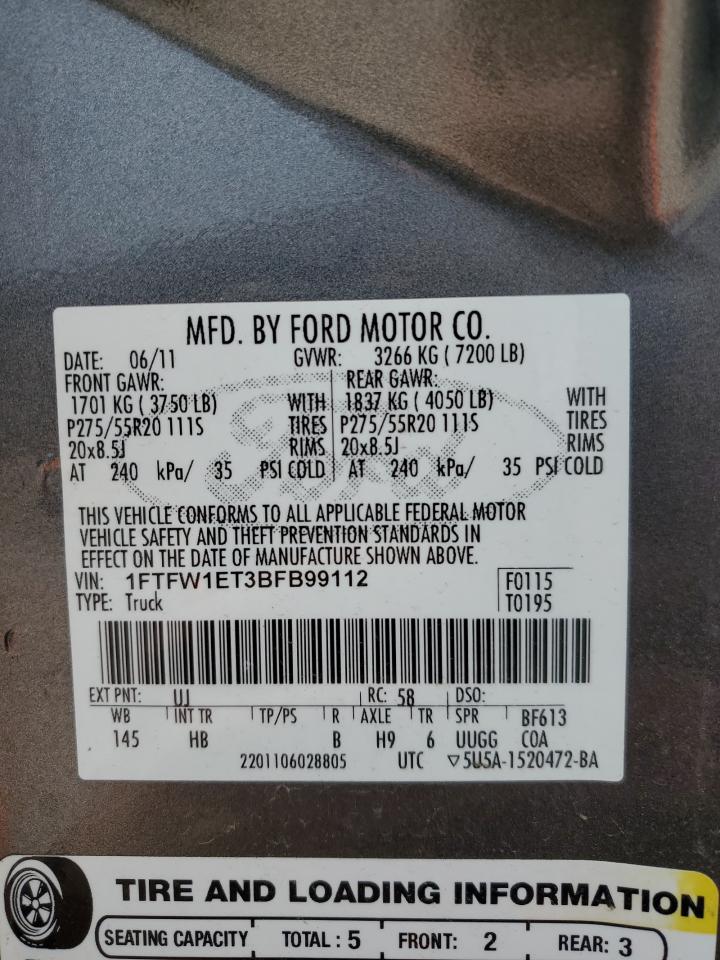 MFD. BY FORD MOTOR CO.
DATE: 06/11 GVWR: 3266 KG ( 7200 LB)
FRONT GAWR: REAR GAWR:
1701 KG ( 3750 LB) WITH 1837 KG ( 4050 LB) WITH
P275/55R20 111S TIRES P275/55R20 111S TIRES
20x8.5J RIMS 20x8.5J RIMS
AT 240 kPa/ 35 PSI COLD AT 240 kPa/ 35 PSI COLD
THIS VEHICLE CONFORMS TO ALL APPLICABLE FEDERAL MOTOR
VEHICLE SAFETY AND THEFT PREVENTION STANDARDS IN
EFFECT ON THE DATE OF MANUFACTURE SHOWN ABOVE.
VIN: 1FTFW1ET3BFB99112 F0115
TYPE: Truck T0195
EXT PNT: UJ RC: 58 DSO:
WB INT TR TP/PS R AXLE TR SPR BF613
145 HB B H9 6 UUGG COA
2201106028805 UTC ▽5U5A-1520472-BA
TIRE AND LOADING INFORMATION
SEATING CAPACITY TOTAL : 5 FRONT: 2 REAR: 3